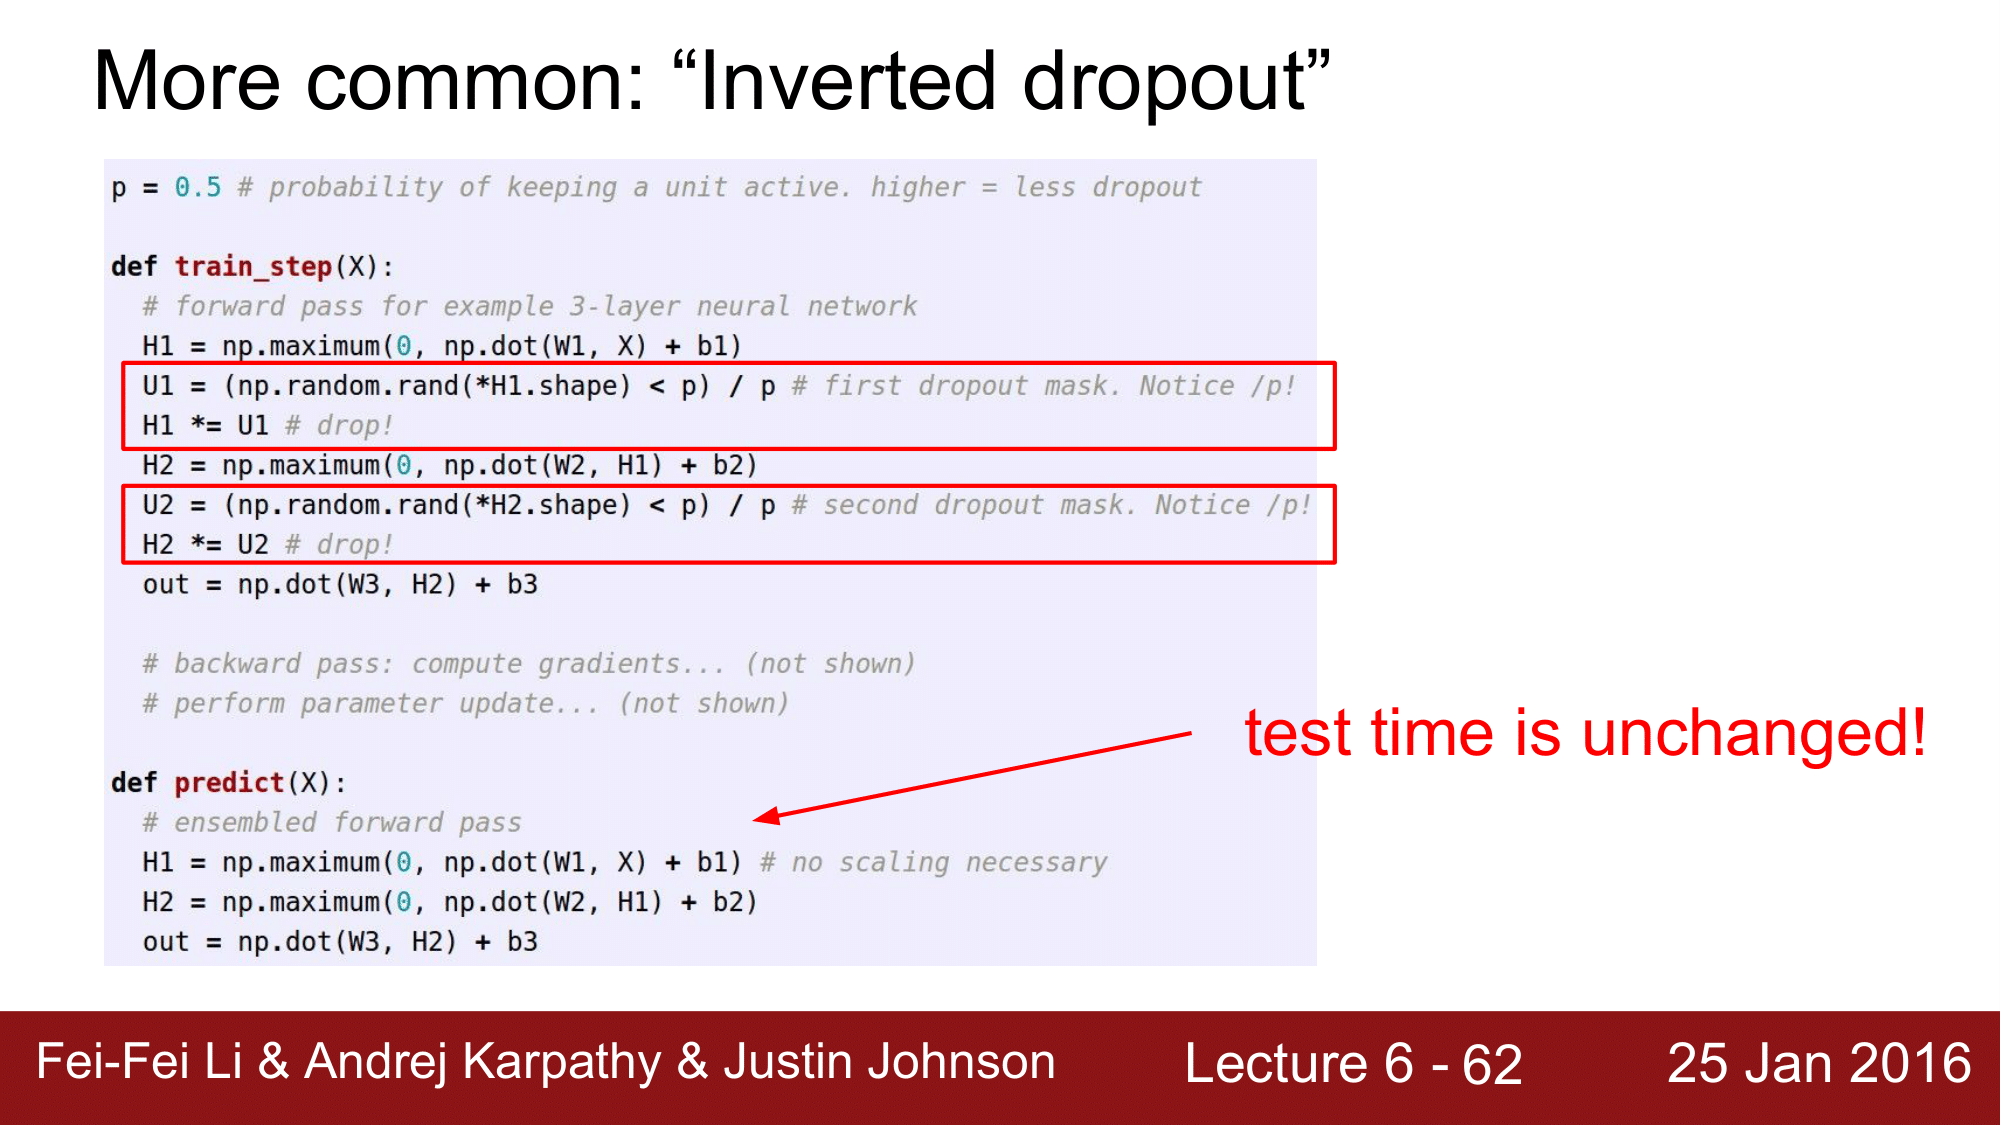 More common: “Inverted dropout”
p = 0.5 # probability of keeping a unit active. higher = less dropout
def train_step(X):
# forward pass for example 3-layer neural network
H1 = np.maximum(0, np.dot(W1, X) + b1)
U1 = (np.random.rand(*H1.shape) < p) / p # first dropout mask. Notice /p!
H1 *= U1 # drop!
H2 = np.maximum(0, np.dot(W2, H1) + b2)
U2 = (np.random.rand(*H2.shape) < p) / p # second dropout mask. Notice /p!
H2 *= U2 # drop!
out = np.dot(W3, H2) + b3
# backward pass: compute gradients... (not shown)
# perform parameter update... (not shown)
test time is unchanged!
def predict(X):
# ensembled forward pass
H1 = np.maximum(0, np.dot(W1, X) + b1) # no scaling necessary
H2 = np.maximum(0, np.dot(W2, H1) + b2)
out = np.dot(W3, H2) + b3
Fei-Fei Li & Andrej Karpathy & Justin Johnson Lecture 6 - 62 25 Jan 2016